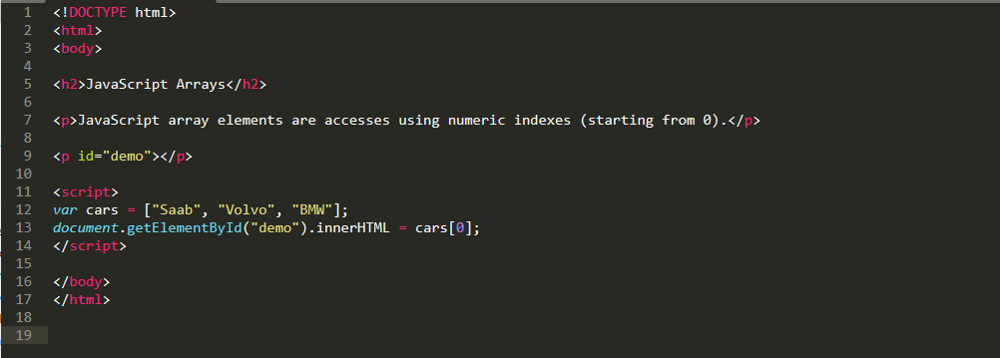 1 <!DOCTYPE html>
2 <html>
3 <body>
4
5 <h2>JavaScript Arrays</h2>
6
7 <p>JavaScript array elements are accesses using numeric indexes (starting from 0).</p>
8
9 <p id="demo"></p>
10
11 <script>
12 var cars = ["Saab", "Volvo", "BMW"];
13 document.getElementById("demo").innerHTML = cars[0];
14 </script>
15
16 </body>
17 </html>
18
19